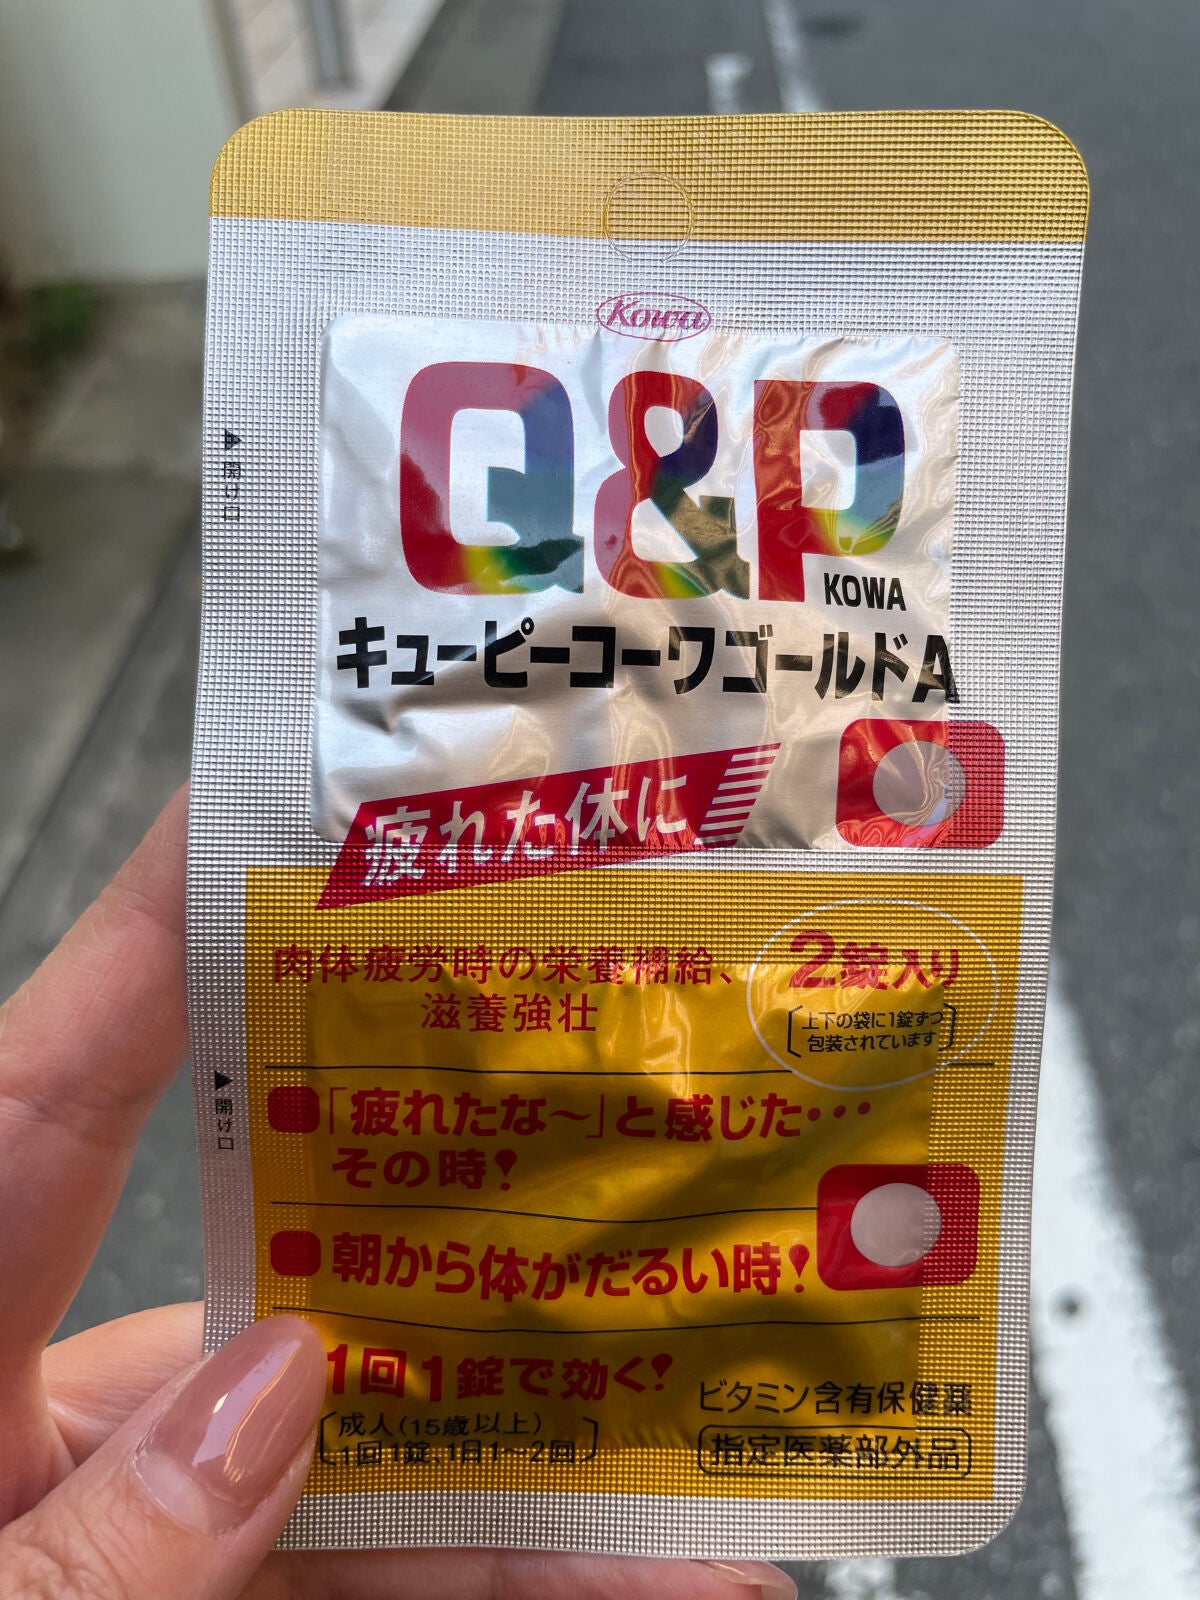 Kowa
Q&P
KOWA
キューピーコーワゴールドA
疲れた体に
肉体疲労時の栄養補給、
滋養強壮
2錠入り
上下の袋に1錠ずつ
包装されています
「疲れたな〜」と感じた・・・
その時!
朝から体がだるい時!
1回1錠で効く!
成人(15歳以上)
1回1錠、1日1〜2回
ビタミン含有保健薬
指定医薬部外品
▶開け口
▶開け口